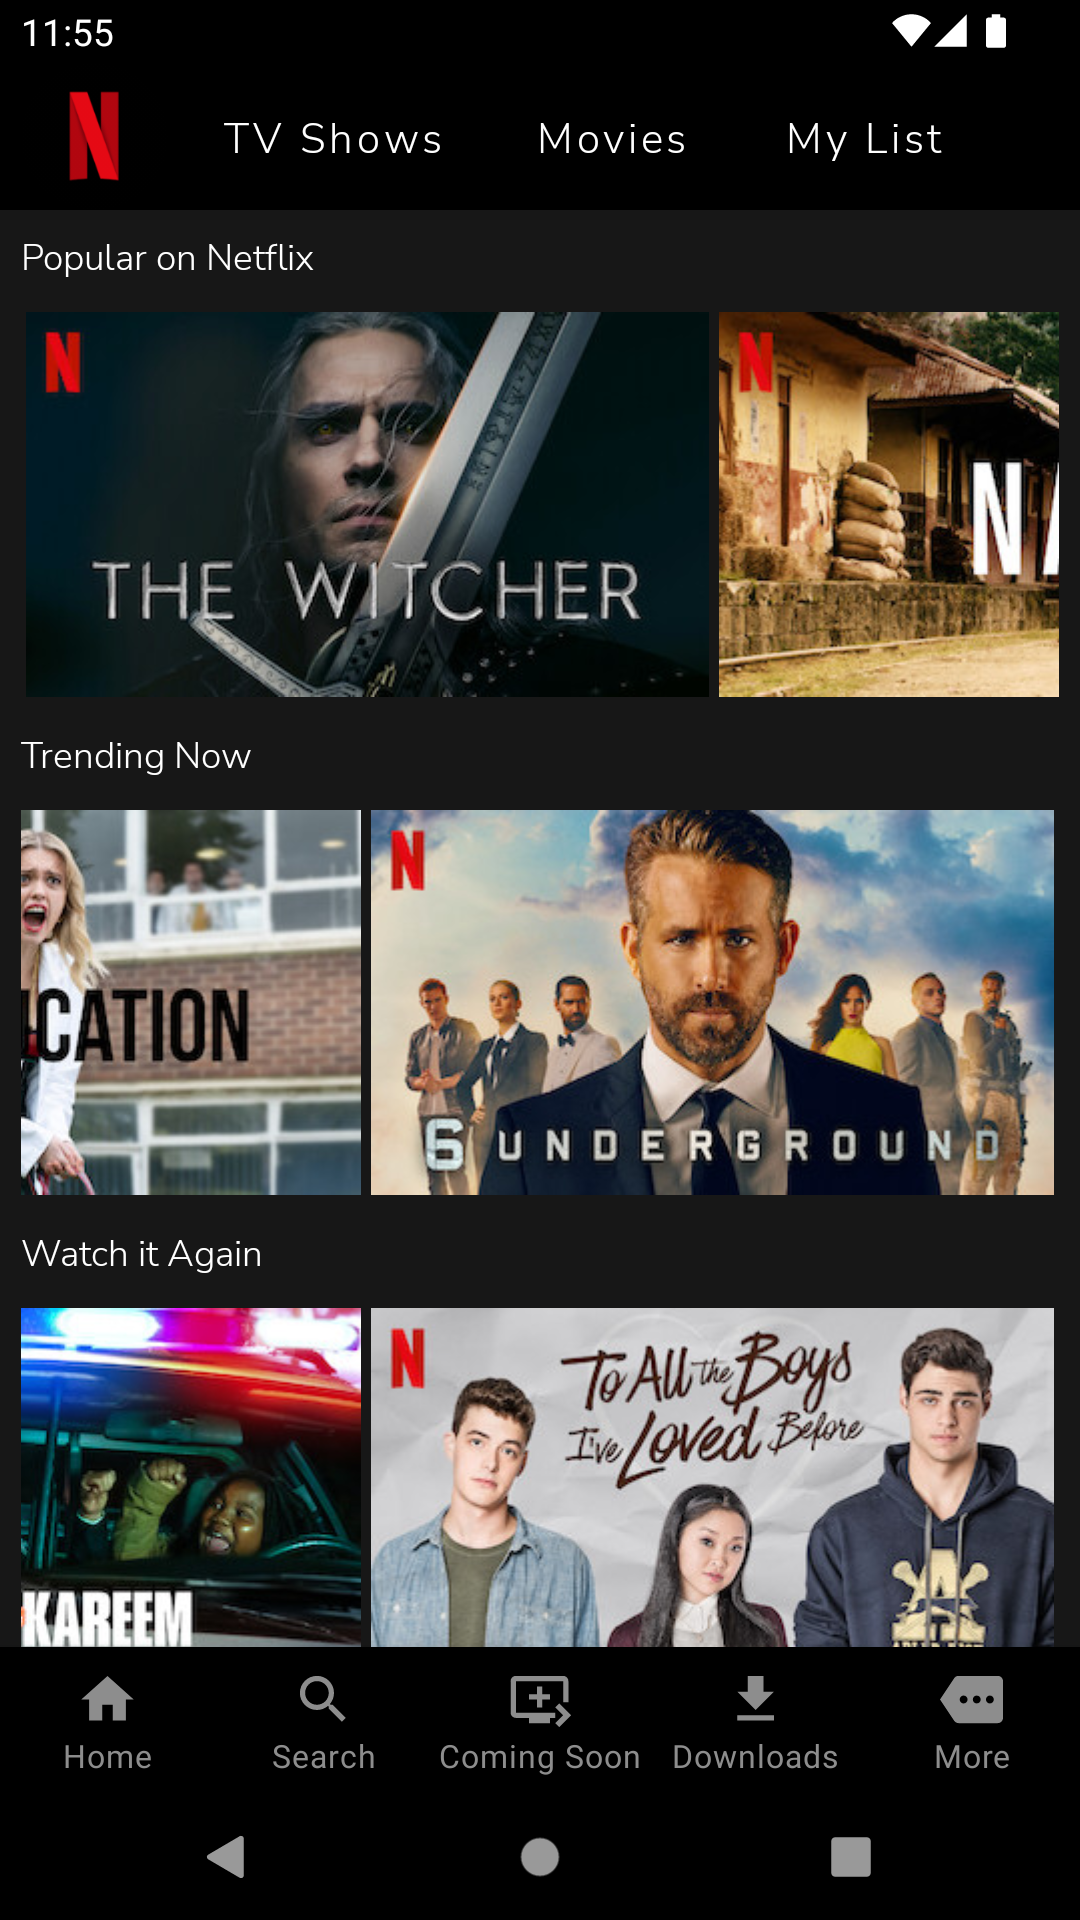 11:55
N
TV Shows
Movies
My List
Popular on Netflix
N
THE WITCHER
N
N
Trending Now
CATION
N
6 UNDERGROUND
Watch it Again
KAREEM
N
To All the Boys
I've Loved Before
A
Home
Search
Coming Soon
Downloads
More